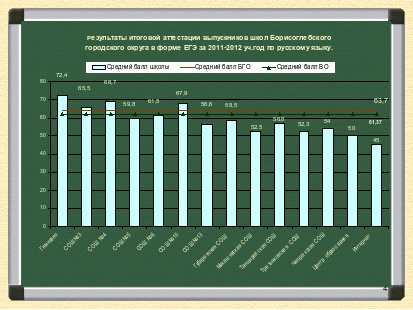 Результаты итоговой аттестации выпускников школ Борисоглебского
городского округа в форме ЕГЭ за 2011-2012 уч.год по русскому языку.
Средний балл школы Средний балл БГО Средний балл ВО
80
70
60
50
40
30
20
10
0
72,4
65,5
68,7
59,8
61,5
67,9
56,6
58,5
52,5
56,8
52,3
54
50
45
63,7
61,37
Гимназия
СОШ №3
СОШ №4
СОШ №5
СОШ №6
СОШ №10
СОШ №13
Интернат
4